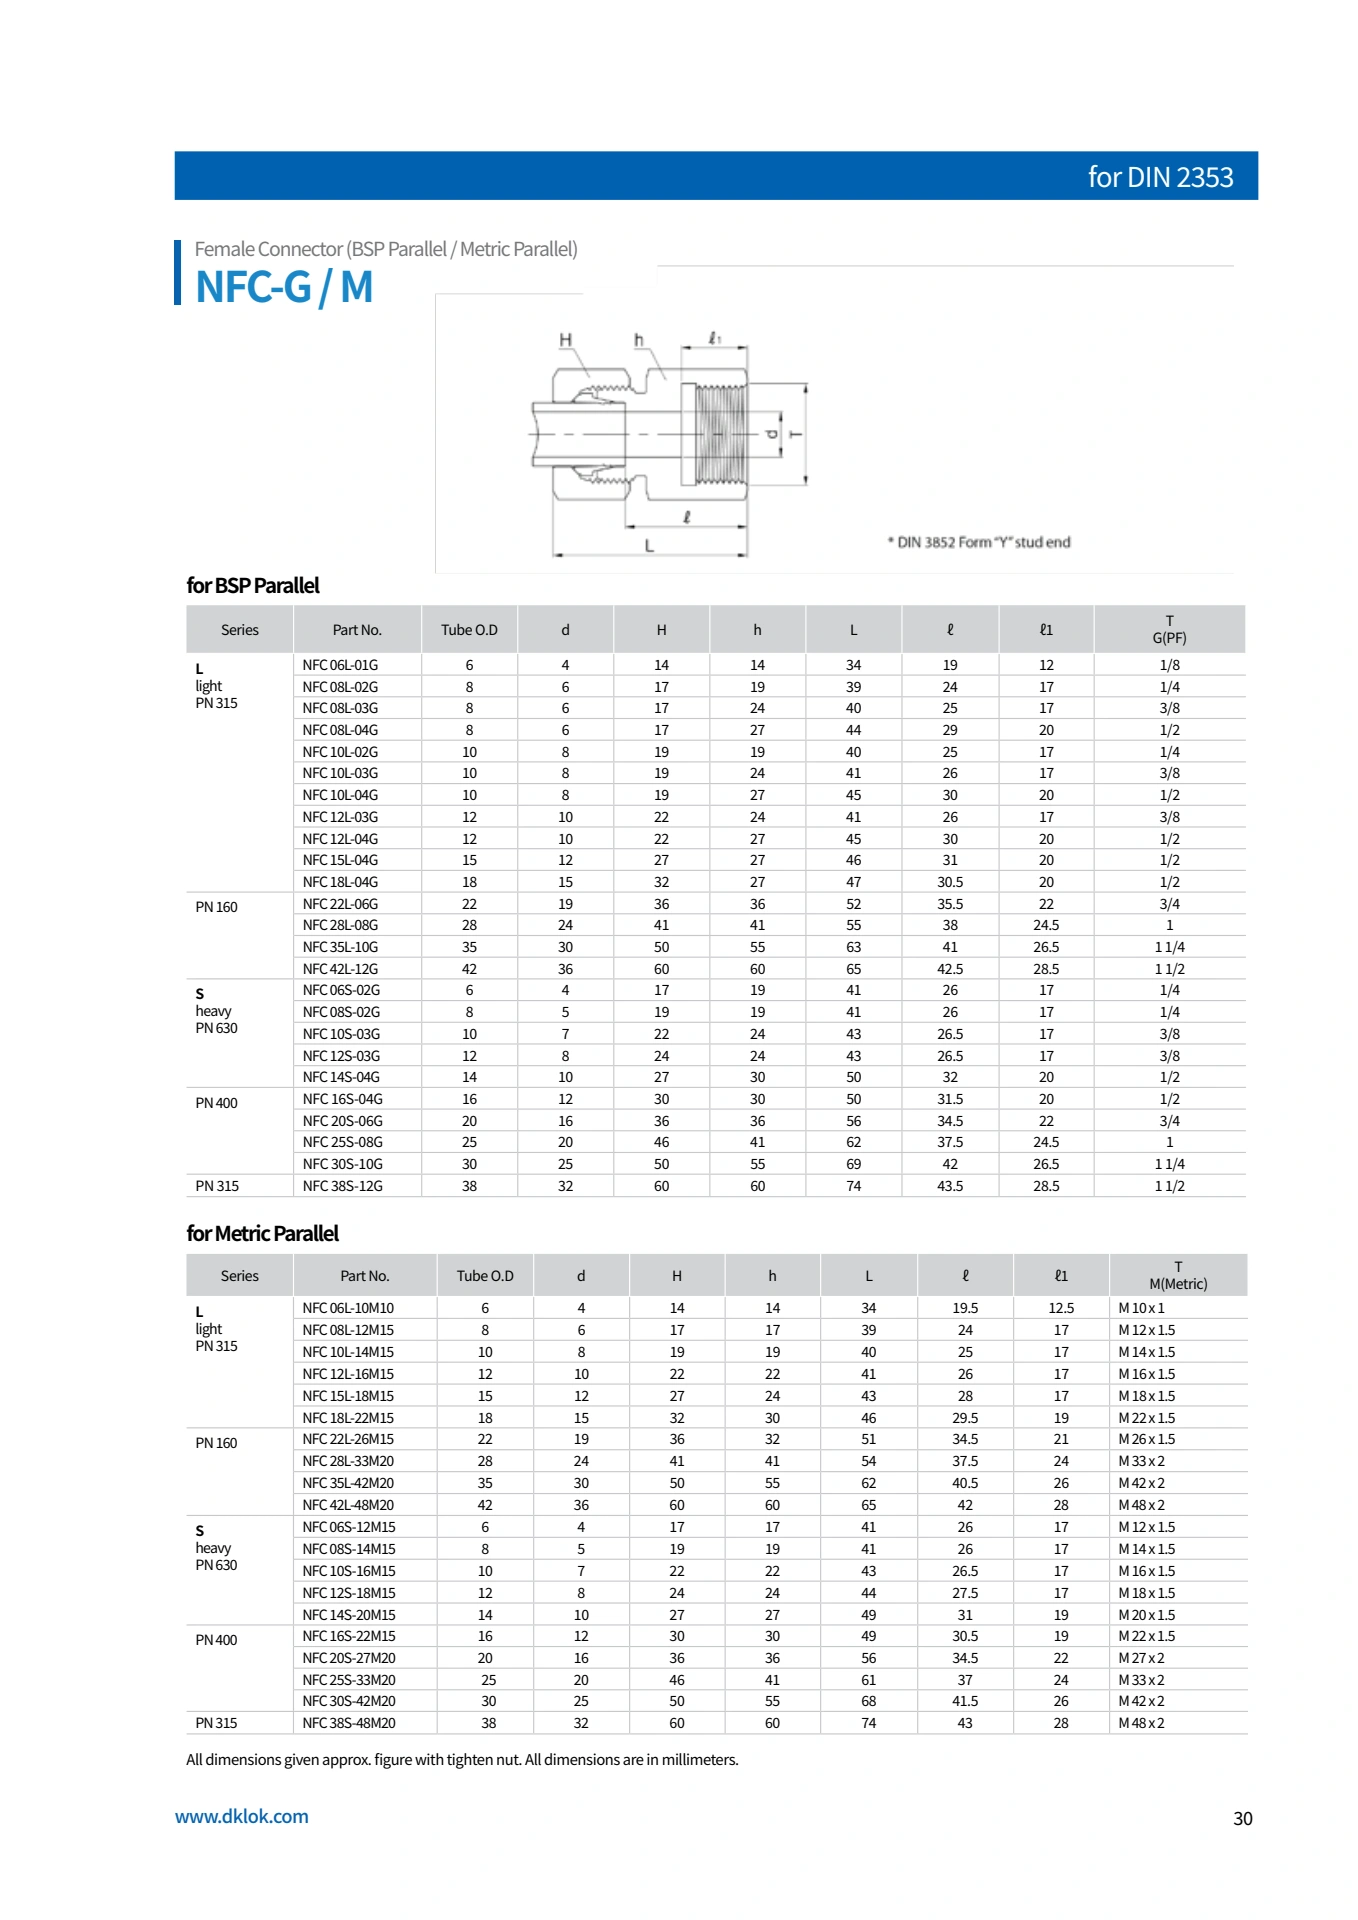 for DIN 2353
Female Connector (BSP Parallel / Metric Parallel)
NFC-G / M
H h ℓ1
d T
ℓ
L
* DIN 3852 Form "Y" stud end
for BSP Parallel
Series Part No. Tube O.D d H h L ℓ ℓ1 T G(PF)
L light PN 315
NFC 06L-01G 6 4 14 14 34 19 12 1/8
NFC 08L-02G 8 6 17 19 39 24 17 1/4
NFC 08L-03G 8 6 17 24 40 25 17 3/8
NFC 08L-04G 8 6 17 27 44 29 20 1/2
NFC 10L-02G 10 8 19 19 40 25 17 1/4
NFC 10L-03G 10 8 19 24 41 26 17 3/8
NFC 10L-04G 10 8 19 27 45 30 20 1/2
NFC 12L-03G 12 10 22 24 41 26 17 3/8
NFC 12L-04G 12 10 22 27 45 30 20 1/2
NFC 15L-04G 15 12 27 27 46 31 20 1/2
NFC 18L-04G 18 15 32 27 47 30.5 20 1/2
PN 160
NFC 22L-06G 22 19 36 36 52 35.5 22 3/4
NFC 28L-08G 28 24 41 41 55 38 24.5 1
NFC 35L-10G 35 30 50 55 63 41 26.5 1 1/4
NFC 42L-12G 42 36 60 60 65 42.5 28.5 1 1/2
S heavy PN 630
NFC 06S-02G 6 4 17 19 41 26 17 1/4
NFC 08S-02G 8 5 19 19 41 26 17 1/4
NFC 10S-03G 10 7 22 24 43 26.5 17 3/8
NFC 12S-03G 12 8 24 24 43 26.5 17 3/8
NFC 14S-04G 14 10 27 30 50 32 20 1/2
PN 400
NFC 16S-04G 16 12 30 30 50 31.5 20 1/2
NFC 20S-06G 20 16 36 36 56 34.5 22 3/4
NFC 25S-08G 25 20 46 41 62 37.5 24.5 1
NFC 30S-10G 30 25 50 55 69 42 26.5 1 1/4
PN 315 NFC 38S-12G 38 32 60 60 74 43.5 28.5 1 1/2
for Metric Parallel
Series Part No. Tube O.D d H h L ℓ ℓ1 T M(Metric)
L light PN 315
NFC 06L-10M10 6 4 14 14 34 19.5 12.5 M 10 x 1
NFC 08L-12M15 8 6 17 17 39 24 17 M 12 x 1.5
NFC 10L-14M15 10 8 19 19 40 25 17 M 14 x 1.5
NFC 12L-16M15 12 10 22 22 41 26 17 M 16 x 1.5
NFC 15L-18M15 15 12 27 24 43 28 17 M 18 x 1.5
NFC 18L-22M15 18 15 32 30 46 29.5 19 M 22 x 1.5
PN 160
NFC 22L-26M15 22 19 36 32 51 34.5 21 M 26 x 1.5
NFC 28L-33M20 28 24 41 41 54 37.5 24 M 33 x 2
NFC 35L-42M20 35 30 50 55 62 40.5 26 M 42 x 2
NFC 42L-48M20 42 36 60 60 65 42 28 M 48 x 2
S heavy PN 630
NFC 06S-12M15 6 4 17 17 41 26 17 M 12 x 1.5
NFC 08S-14M15 8 5 19 19 41 26 17 M 14 x 1.5
NFC 10S-16M15 10 7 22 22 43 26.5 17 M 16 x 1.5
NFC 12S-18M15 12 8 24 24 44 27.5 17 M 18 x 1.5
NFC 14S-20M15 14 10 27 27 49 31 19 M 20 x 1.5
PN 400
NFC 16S-22M15 16 12 30 30 49 30.5 19 M 22 x 1.5
NFC 20S-27M20 20 16 36 36 56 34.5 22 M 27 x 2
NFC 25S-33M20 25 20 46 41 61 37 24 M 33 x 2
NFC 30S-42M20 30 25 50 55 68 41.5 26 M 42 x 2
PN 315 NFC 38S-48M20 38 32 60 60 74 43 28 M 48 x 2
All dimensions given approx. figure with tighten nut. All dimensions are in millimeters.
www.dklok.com
30